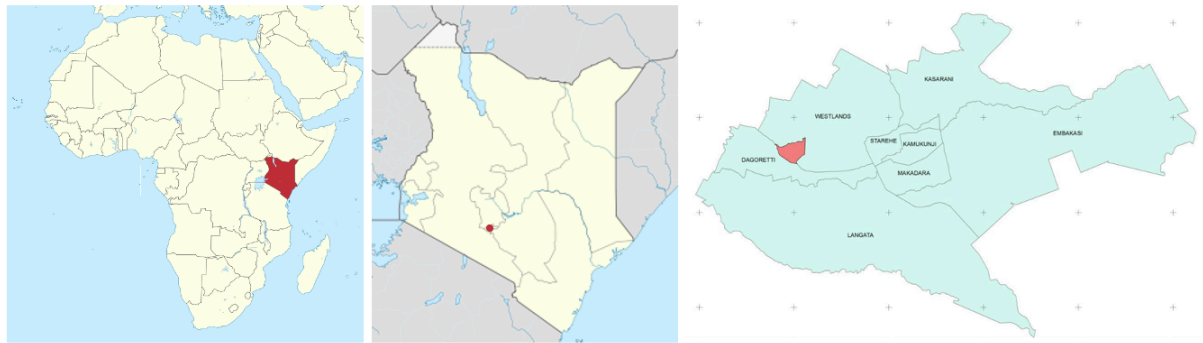 KASARANI
WESTLANDS
EMBAKASI
STAREHE
KAMUKUNJI
DAGORETTI
MAKADARA
LANGATA